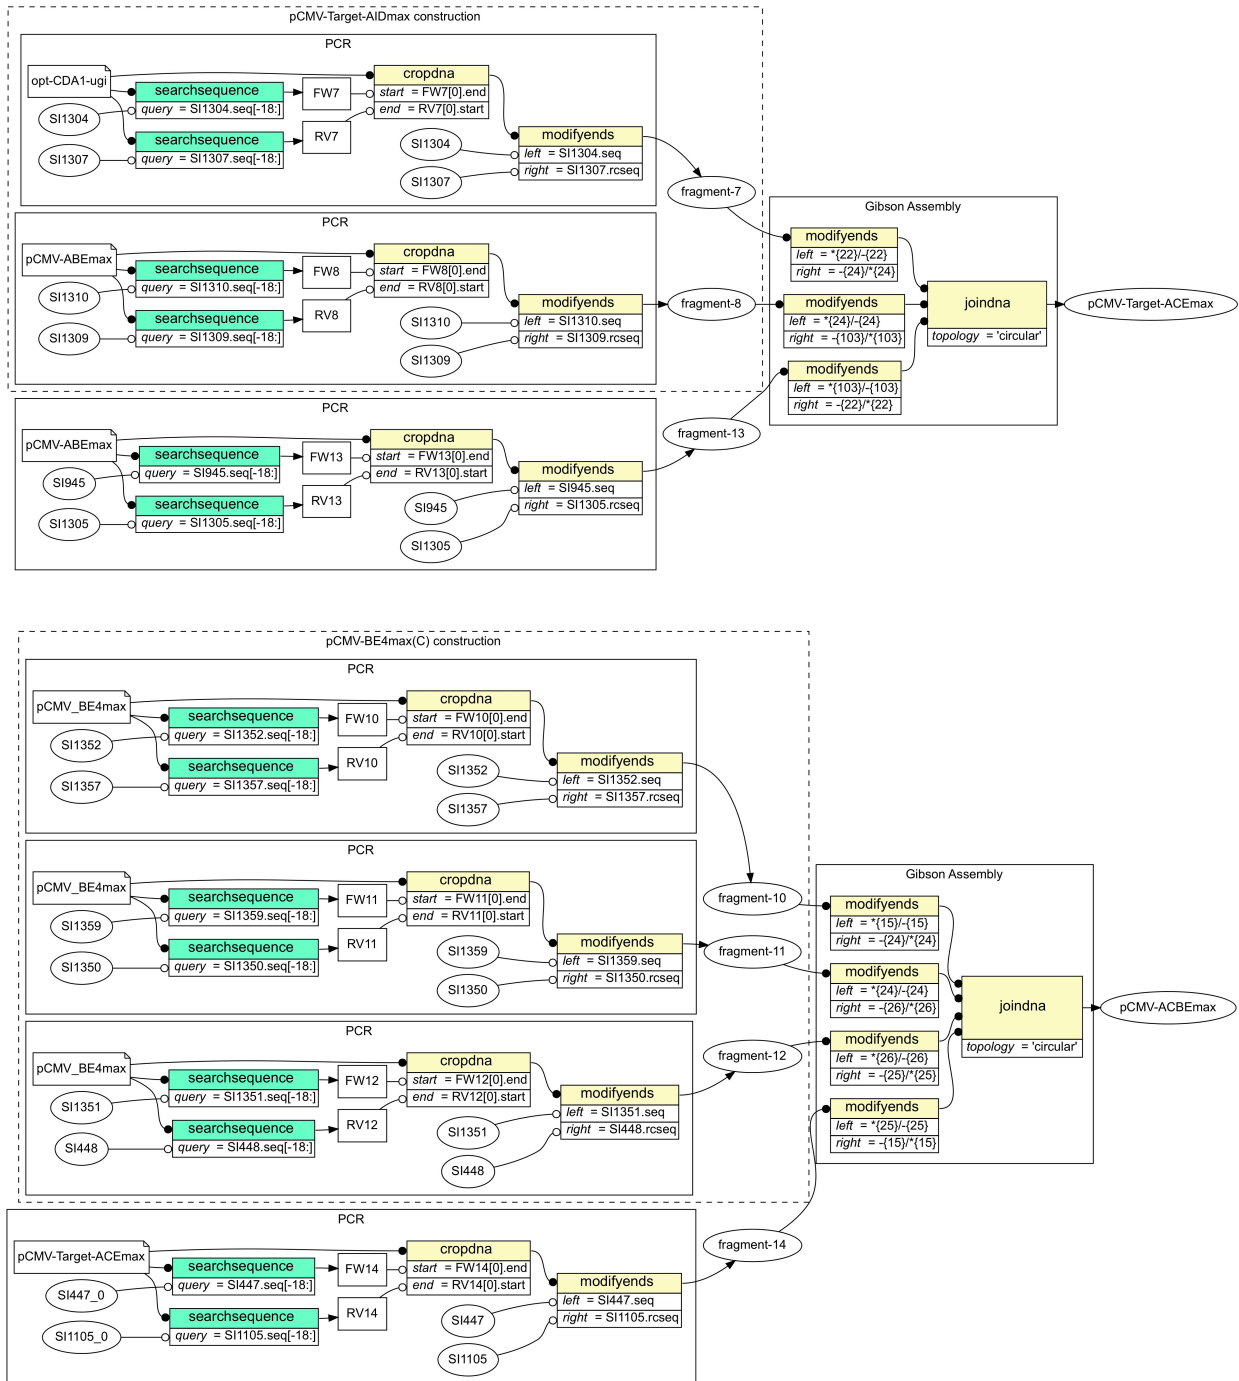 pCMV-Target-AIDmax construction
PCR
opt-CDA1-ugi
SI1304
SI1307
searchsequence
query = SI1304.seq[-18:]
searchsequence
query = SI1307.seq[-18:]
FW7
RV7
cropdna
start = FW7[0].end
end = RV7[0].start
SI1304
SI1307
modifyends
left = SI1304.seq
right = SI1307.rcseq
fragment-7
PCR
pCMV-ABEmax
SI1310
SI1309
searchsequence
query = SI1310.seq[-18:]
searchsequence
query = SI1309.seq[-18:]
FW8
RV8
cropdna
start = FW8[0].end
end = RV8[0].start
SI1310
SI1309
modifyends
left = SI1310.seq
right = SI1309.rcseq
fragment-8
PCR
pCMV-ABEmax
SI945
SI1305
searchsequence
query = SI945.seq[-18:]
searchsequence
query = SI1305.seq[-18:]
FW13
RV13
cropdna
start = FW13[0].end
end = RV13[0].start
SI945
SI1305
modifyends
left = SI945.seq
right = SI1305.rcseq
fragment-13
Gibson Assembly
modifyends
left = *{22}/-{22}
right = -{24}/*{24}
modifyends
left = *{24}/-{24}
right = -{103}/*{103}
modifyends
left = *{103}/-{103}
right = -{22}/*{22}
joindna
topology = 'circular'
pCMV-Target-ACEmax
pCMV-BE4max(C) construction
PCR
pCMV_BE4max
SI1352
SI1357
searchsequence
query = SI1352.seq[-18:]
searchsequence
query = SI1357.seq[-18:]
FW10
RV10
cropdna
start = FW10[0].end
end = RV10[0].start
SI1352
SI1357
modifyends
left = SI1352.seq
right = SI1357.rcseq
fragment-10
PCR
pCMV_BE4max
SI1359
SI1350
searchsequence
query = SI1359.seq[-18:]
searchsequence
query = SI1350.seq[-18:]
FW11
RV11
cropdna
start = FW11[0].end
end = RV11[0].start
SI1359
SI1350
modifyends
left = SI1359.seq
right = SI1350.rcseq
fragment-11
PCR
pCMV_BE4max
SI1351
SI448
searchsequence
query = SI1351.seq[-18:]
searchsequence
query = SI448.seq[-18:]
FW12
RV12
cropdna
start = FW12[0].end
end = RV12[0].start
SI1351
SI448
modifyends
left = SI1351.seq
right = SI448.rcseq
fragment-12
PCR
pCMV-Target-ACEmax
SI447_0
SI1105_0
searchsequence
query = SI447.seq[-18:]
searchsequence
query = SI1105.seq[-18:]
FW14
RV14
cropdna
start = FW14[0].end
end = RV14[0].start
SI447
SI1105
modifyends
left = SI447.seq
right = SI1105.rcseq
fragment-14
Gibson Assembly
modifyends
left = *{15}/-{15}
right = -{24}/*{24}
modifyends
left = *{24}/-{24}
right = -{26}/*{26}
modifyends
left = *{26}/-{26}
right = -{25}/*{25}
modifyends
left = *{25}/-{25}
right = -{15}/*{15}
joindna
topology = 'circular'
pCMV-ACBEmax